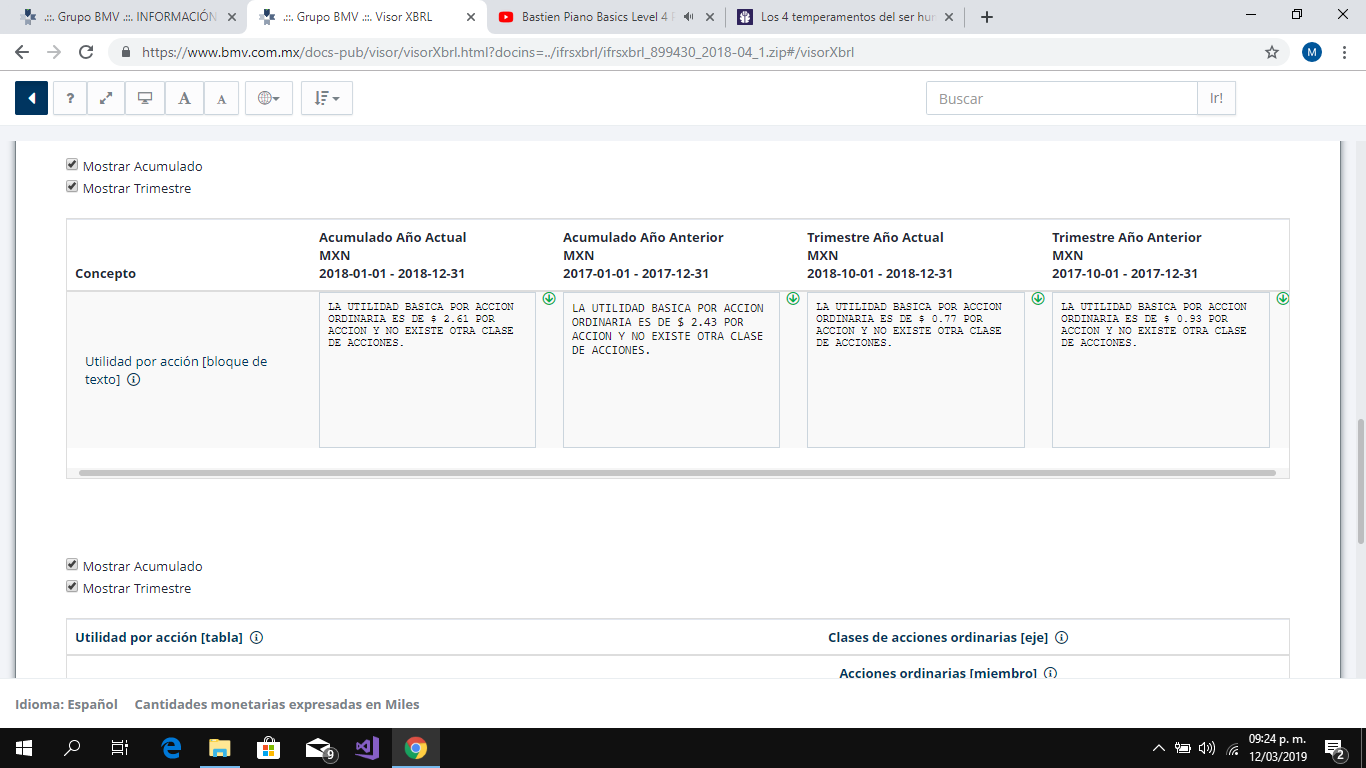 .::. Grupo BMV .::. INFORMACIÓN
.::. Grupo BMV .::. Visor XBRL
Bastien Piano Basics Level 4 P
Los 4 temperamentos del ser hum
https://www.bmv.com.mx/docs-pub/visor/visorXbrl.html?docins=../ifrsxbrl/ifrsxbrl_899430_2018-04_1.zip#/visorXbrl
M
?
A
A
Buscar
Ir!
Mostrar Acumulado
Mostrar Trimestre
Concepto
Acumulado Año Actual
MXN
2018-01-01 - 2018-12-31
Acumulado Año Anterior
MXN
2017-01-01 - 2017-12-31
Trimestre Año Actual
MXN
2018-10-01 - 2018-12-31
Trimestre Año Anterior
MXN
2017-10-01 - 2017-12-31
Utilidad por acción [bloque de
texto]
LA UTILIDAD BASICA POR ACCION
ORDINARIA ES DE $ 2.61 POR
ACCION Y NO EXISTE OTRA CLASE
DE ACCIONES.
LA UTILIDAD BASICA POR ACCION
ORDINARIA ES DE $ 2.43 POR
ACCION Y NO EXISTE OTRA CLASE
DE ACCIONES.
LA UTILIDAD BASICA POR ACCION
ORDINARIA ES DE $ 0.77 POR
ACCION Y NO EXISTE OTRA CLASE
DE ACCIONES.
LA UTILIDAD BASICA POR ACCION
ORDINARIA ES DE $ 0.93 POR
ACCION Y NO EXISTE OTRA CLASE
DE ACCIONES.
Mostrar Acumulado
Mostrar Trimestre
Utilidad por acción [tabla]
Clases de acciones ordinarias [eje]
Acciones ordinarias [miembro]
Idioma: Español
Cantidades monetarias expresadas en Miles
9
09:24 p. m.
12/03/2019
2